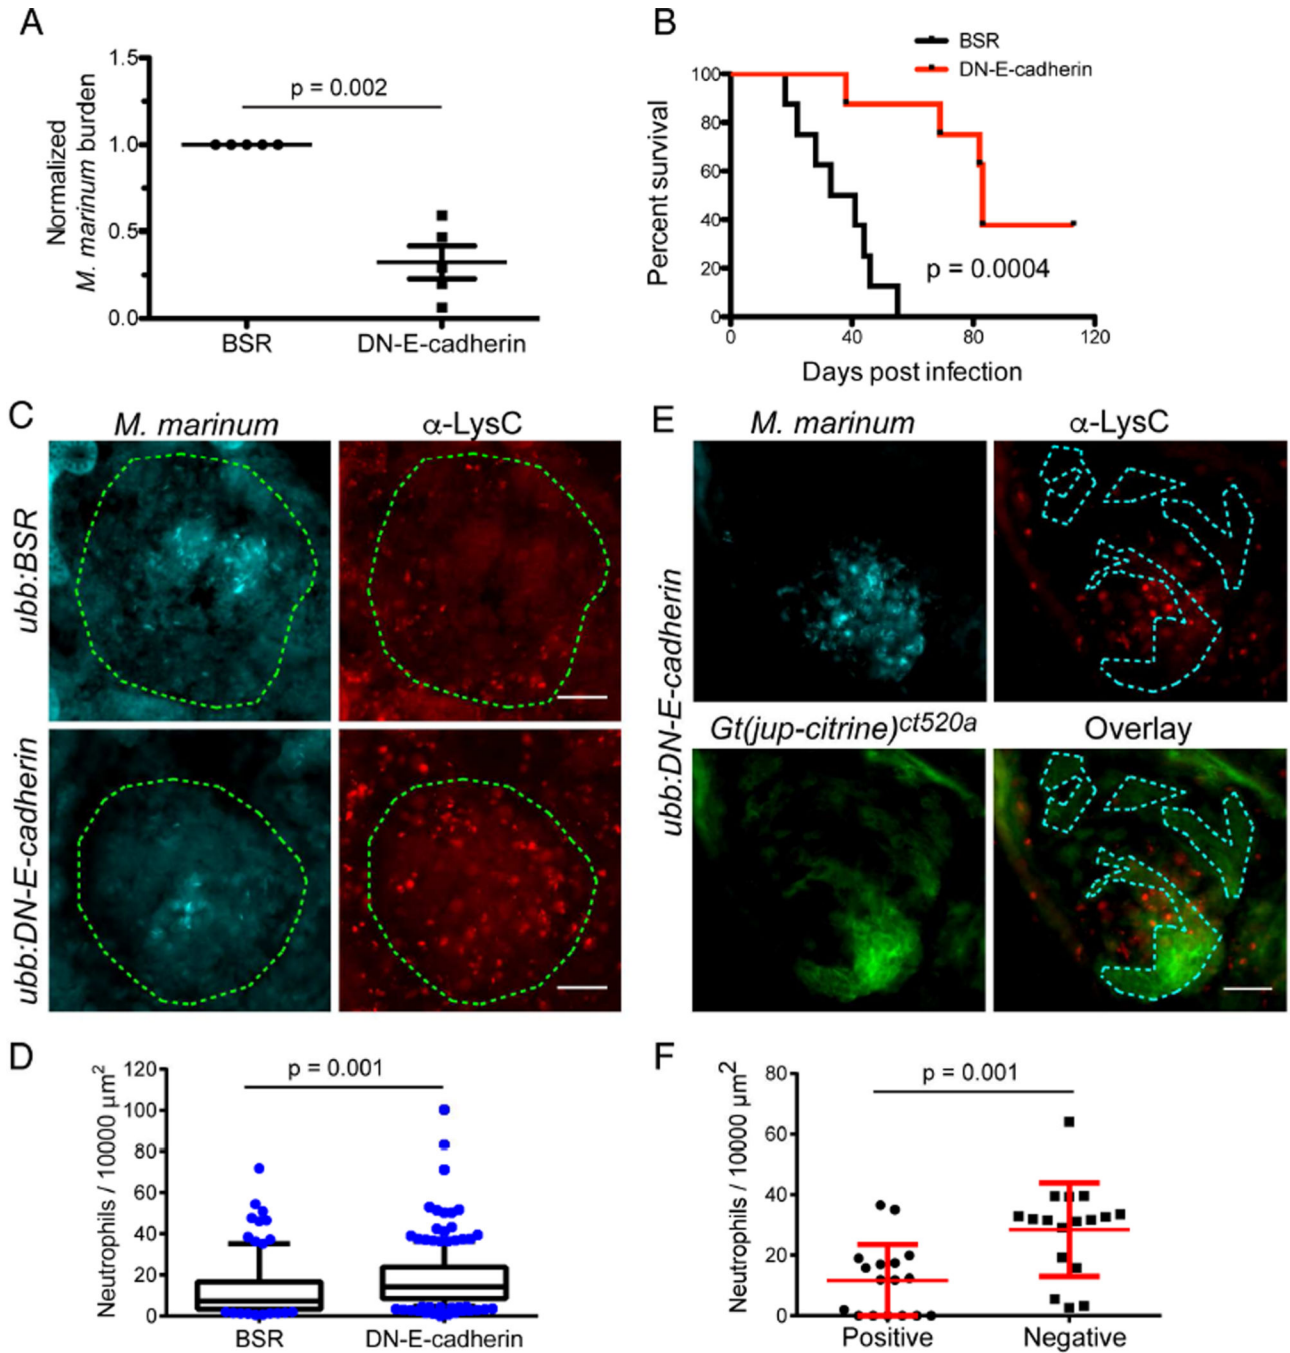 A
1.5
1.0
0.5
0.0
Normalized
M. marinum burden
p = 0.002
BSR
DN-E-cadherin
B
BSR
DN-E-cadherin
100
80
60
40
20
0
Percent survival
p = 0.0004
0
40
80
120
Days post infection
C
M. marinum
α-LysC
ubb:BSR
ubb:DN-E-cadherin
E
M. marinum
α-LysC
ubb:DN-E-cadherin
Gt(jup-citrine)ct520a
Overlay
D
120
100
80
60
40
20
0
Neutrophils / 10000 µm2
p = 0.001
BSR
DN-E-cadherin
F
80
60
40
20
0
Neutrophils / 10000 µm2
p = 0.001
Positive
Negative